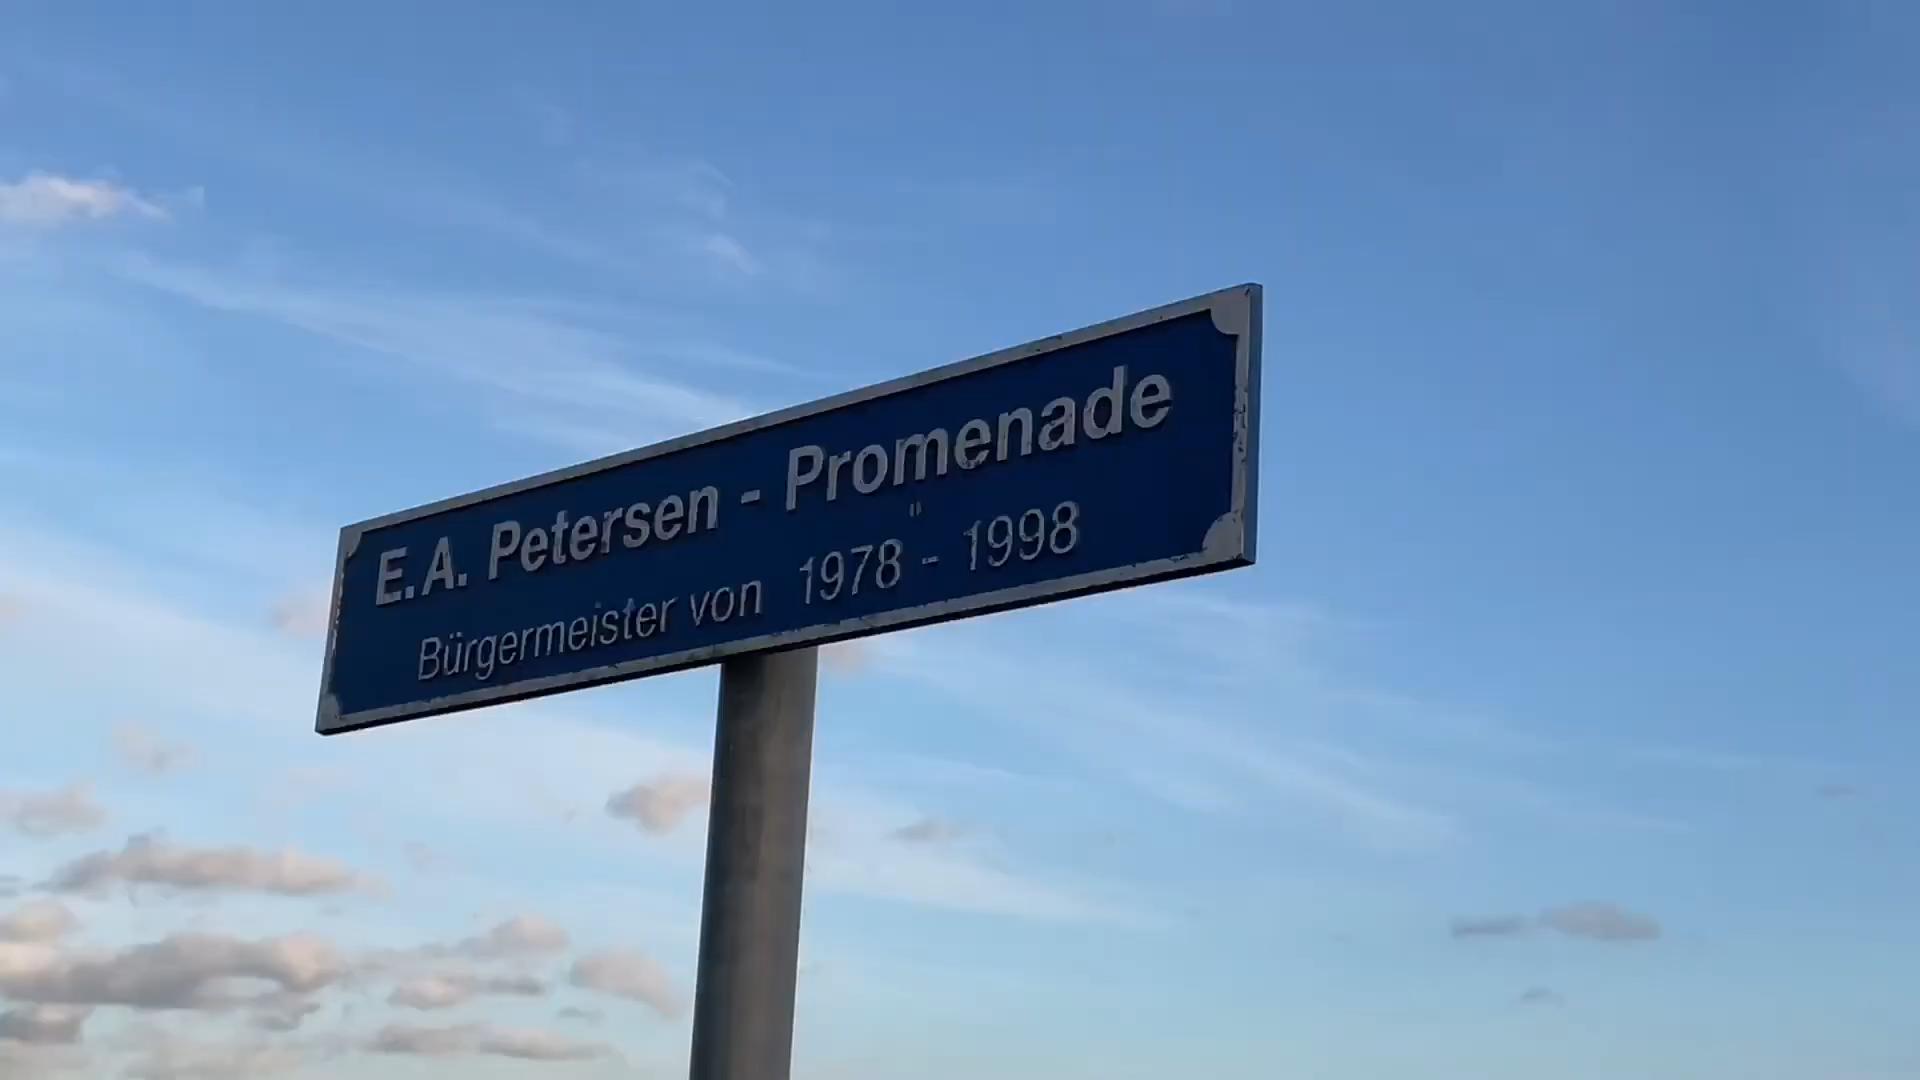 E.A. Petersen - Promenade
Bürgermeister von 1978 - 1998